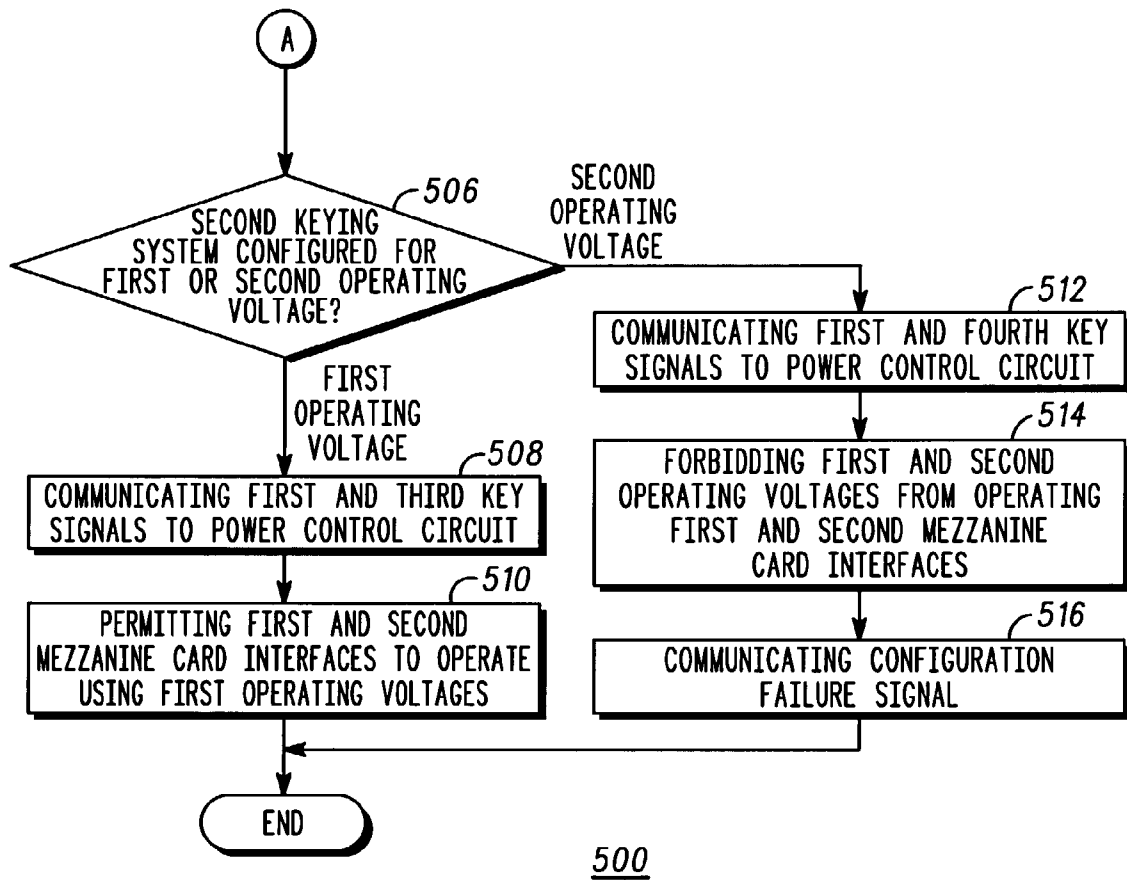 A
506
SECOND KEYING
SYSTEM CONFIGURED FOR
FIRST OR SECOND OPERATING
VOLTAGE?
SECOND
OPERATING
VOLTAGE
FIRST
OPERATING
VOLTAGE
508
COMMUNICATING FIRST AND THIRD KEY
SIGNALS TO POWER CONTROL CIRCUIT
510
PERMITTING FIRST AND SECOND
MEZZANINE CARD INTERFACES TO OPERATE
USING FIRST OPERATING VOLTAGES
512
COMMUNICATING FIRST AND FOURTH KEY
SIGNALS TO POWER CONTROL CIRCUIT
514
FORBIDDING FIRST AND SECOND
OPERATING VOLTAGES FROM OPERATING
FIRST AND SECOND MEZZANINE
CARD INTERFACES
516
COMMUNICATING CONFIGURATION
FAILURE SIGNAL
END
500